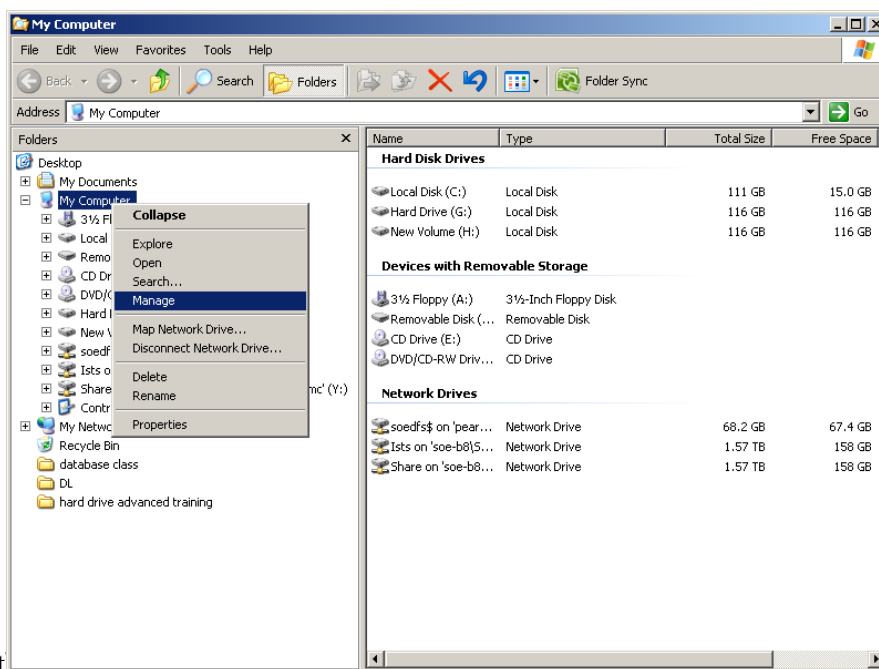 My Computer
File Edit View Favorites Tools Help
Back Search Folders Folder Sync
Address My Computer Go
Folders
Desktop
My Documents
My Computer
3½ Fl
Local
Remo
CD Dr
DVD/C
Hard
New
soedf
Ists o
Share mc' (Y:)
Contr
My Netwo
Recycle Bin
database class
DL
hard drive advanced training
Collapse
Explore
Open
Search...
Manage
Map Network Drive...
Disconnect Network Drive...
Delete
Rename
Properties
Name Type Total Size Free Space
Hard Disk Drives
Local Disk (C:) Local Disk 111 GB 15.0 GB
Hard Drive (G:) Local Disk 116 GB 116 GB
New Volume (H:) Local Disk 116 GB 116 GB
Devices with Removable Storage
3½ Floppy (A:) 3½-Inch Floppy Disk
Removable Disk (... Removable Disk
CD Drive (E:) CD Drive
DVD/CD-RW Driv... CD Drive
Network Drives
soedfs$ on 'pear... Network Drive 68.2 GB 67.4 GB
Ists on 'soe-b8\S... Network Drive 1.57 TB 158 GB
Share on 'soe-b8... Network Drive 1.57 TB 158 GB